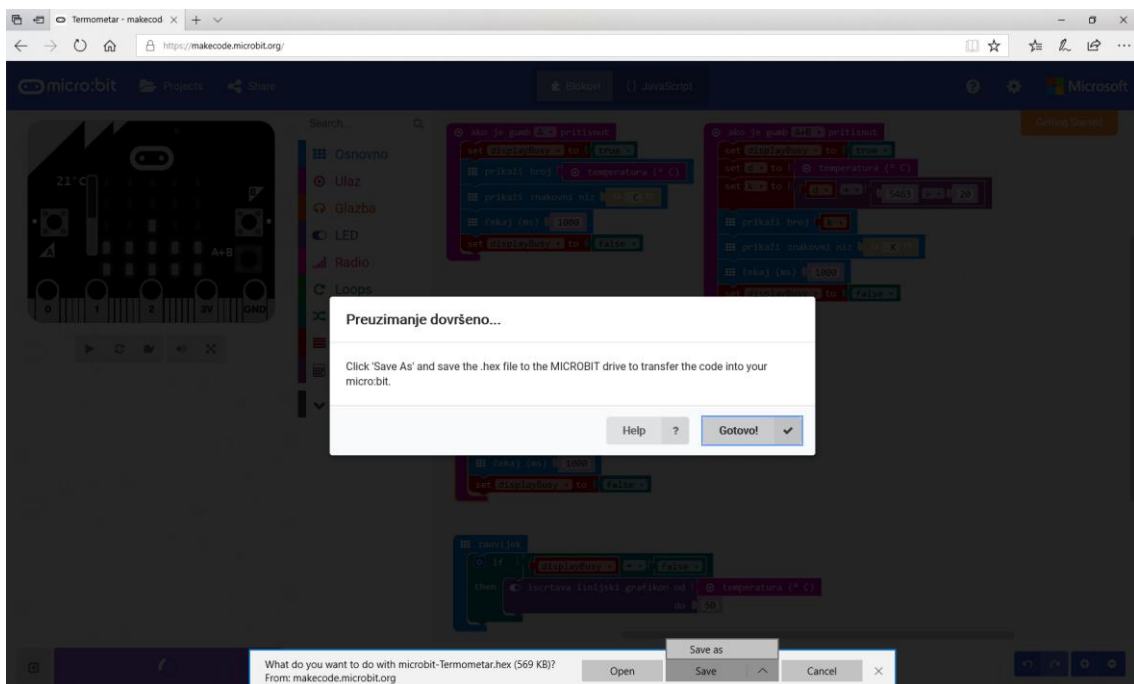 Termometar - makecod
https://makecode.microbit.org/
micro:bit
Projects
Share
Blokovi
{} JavaScript
Microsoft
Getting Started
Search...
21°C
B
A
A+B
0
1
2
3V
GND
Osnovno
Ulaz
Glazba
LED
Radio
Loops
ako je gumb A pritisnut
set displayBusy to true
prikaži broj temperatura (° C)
prikaži znakovni niz " C "
čekaj (ms) 1000
set displayBusy to false
ako je gumb A+B pritisnut
set displayBusy to true
set d to temperatura (° C)
set k to
5463 ÷ 20
prikaži broj k
prikaži znakovni niz " K "
čekaj (ms) 1000
set displayBusy to false
Preuzimanje dovršeno...
Click 'Save As' and save the .hex file to the MICROBIT drive to transfer the code into your
micro:bit.
Help ?
Gotovo!
čekaj (ms) 1000
set displayBusy to false
zauvijek
if displayBusy = false
then iscrtava linijski grafikon od temperatura (° C)
do 50
What do you want to do with microbit-Termometar.hex (569 KB)?
From: makecode.microbit.org
Open
Save as
Save
Cancel